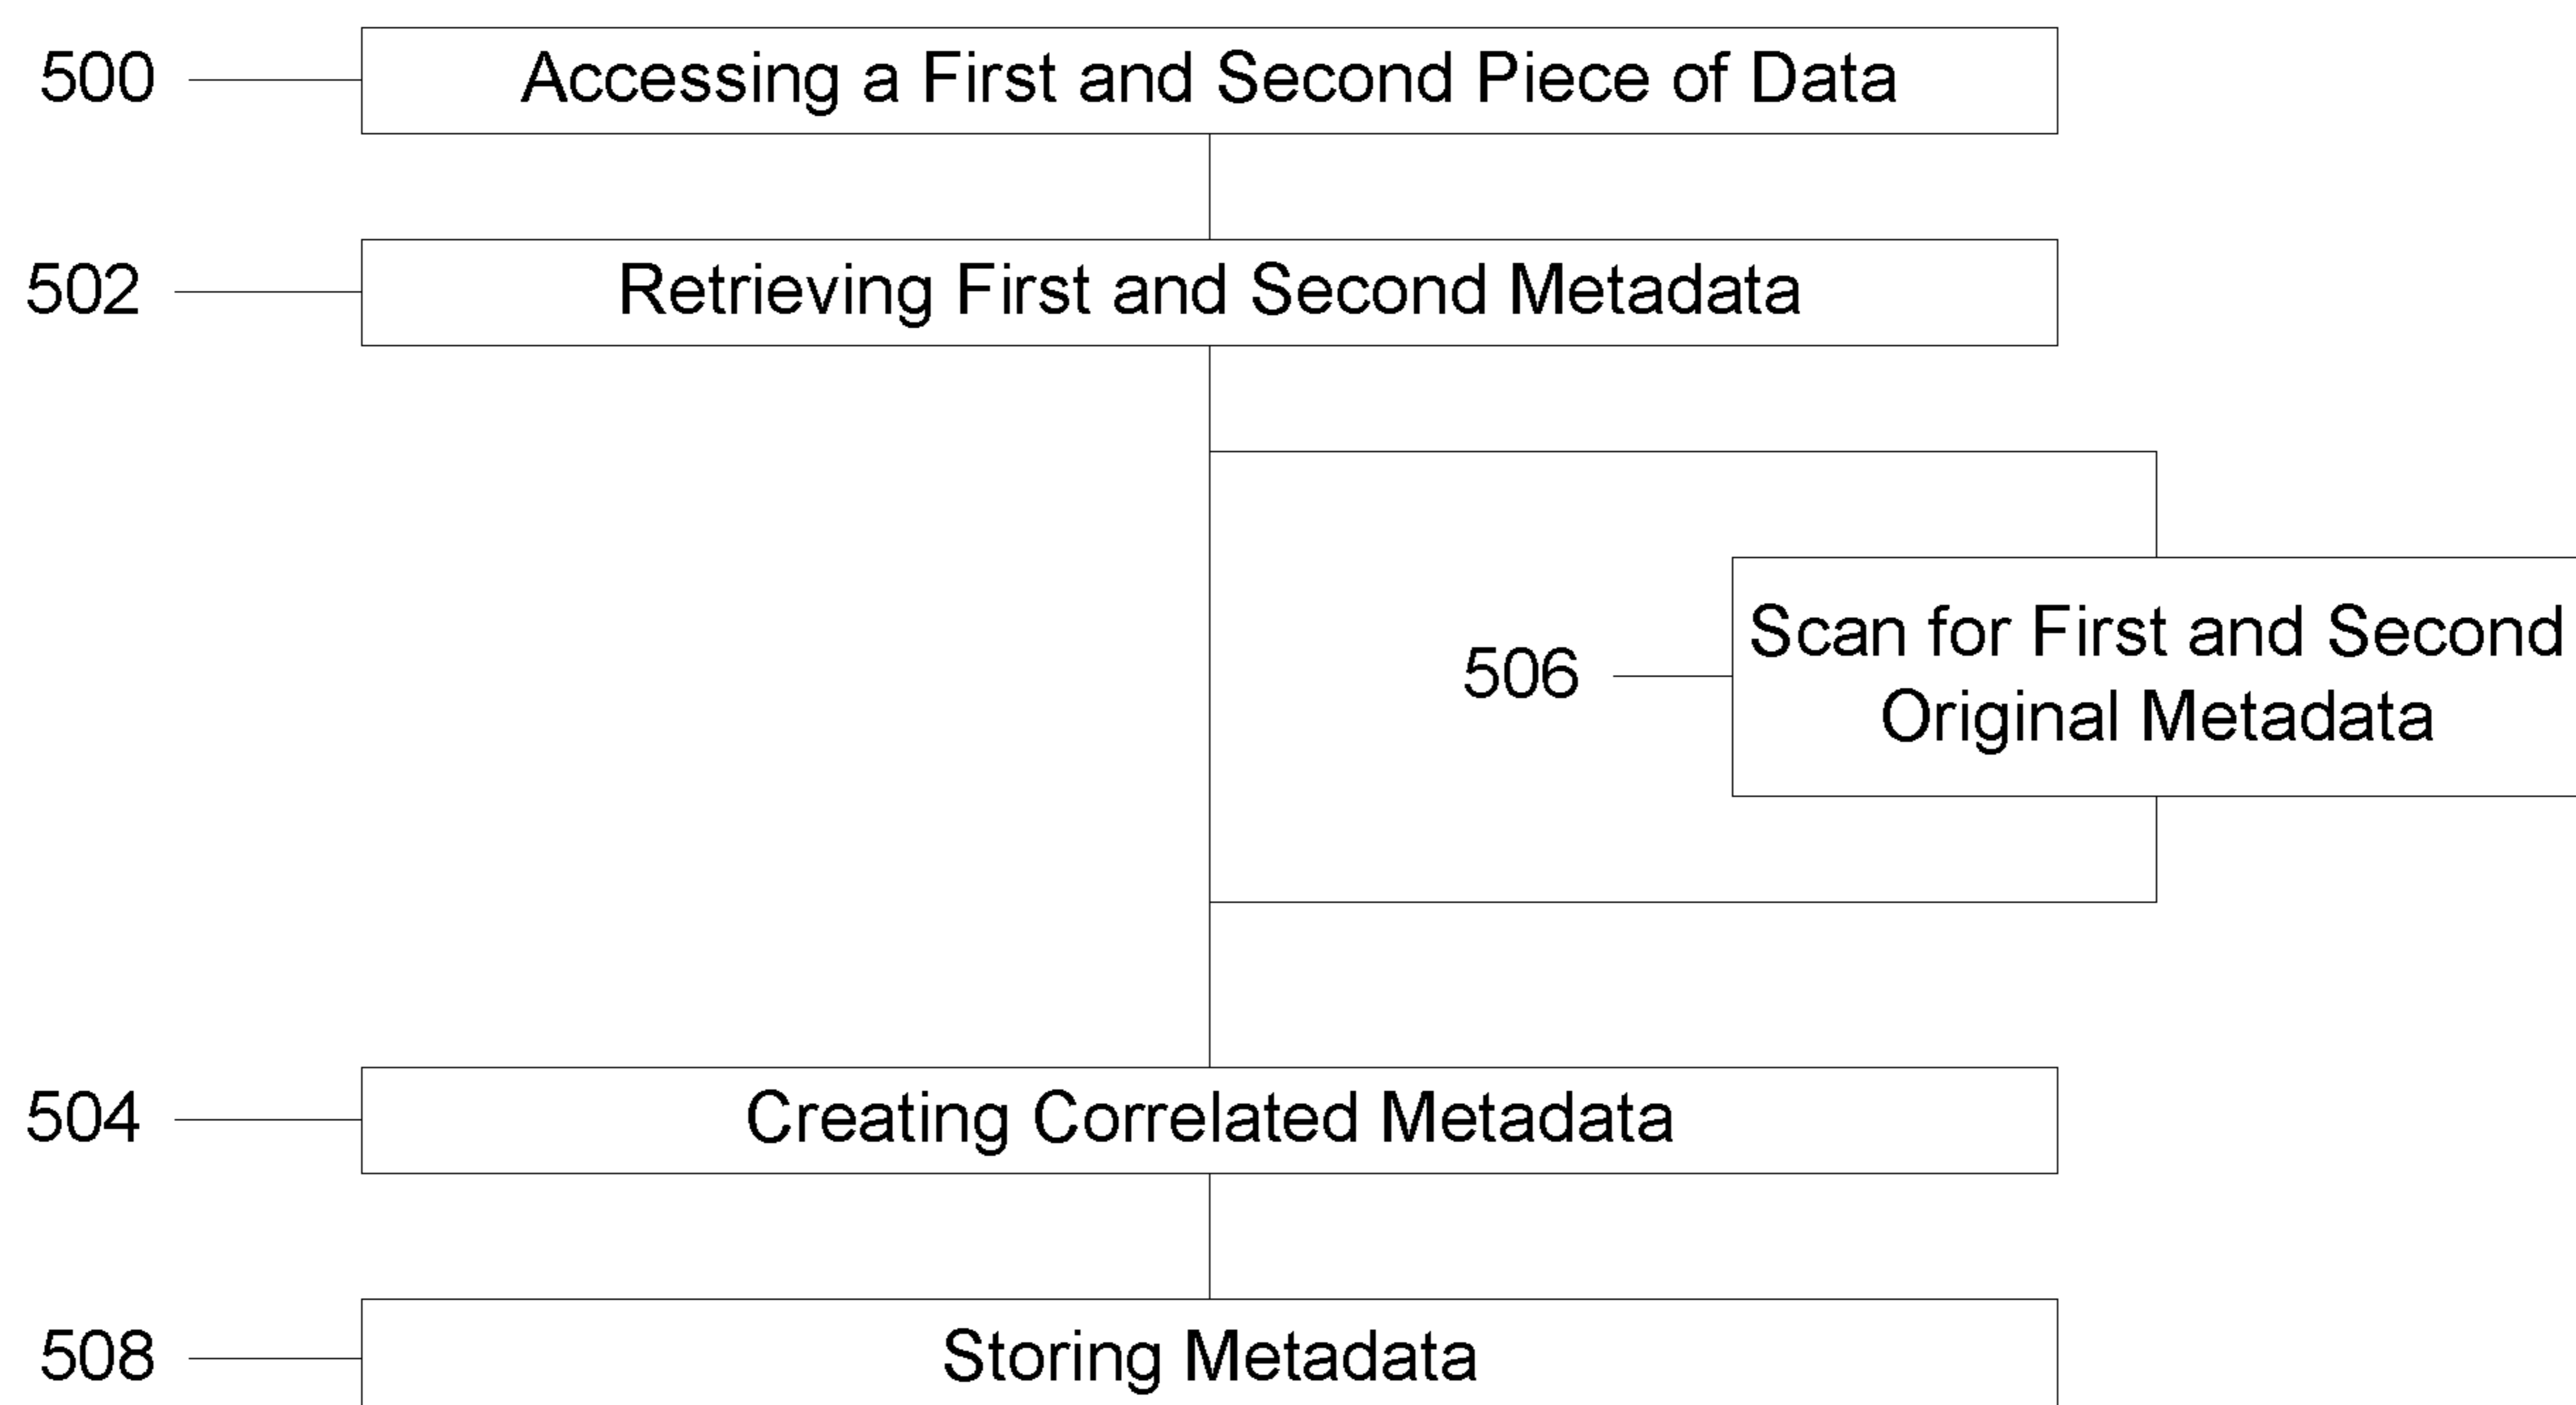 500 Accessing a First and Second Piece of Data
502 Retrieving First and Second Metadata
Scan for First and Second
506
Original Metadata
504 Creating Correlated Metadata
508 Storing Metadata